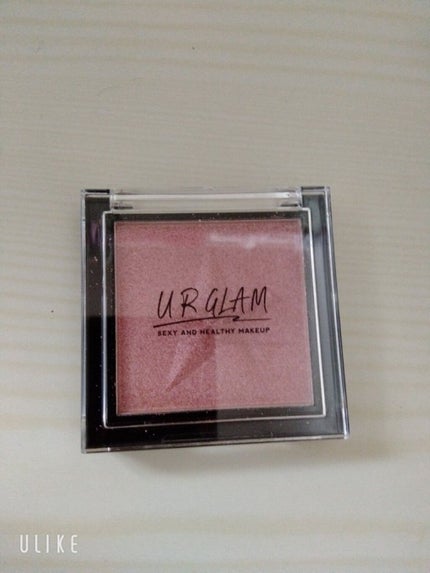 UR GLAM
SEXY AND HEALTHY MAKEUP
ULIKE